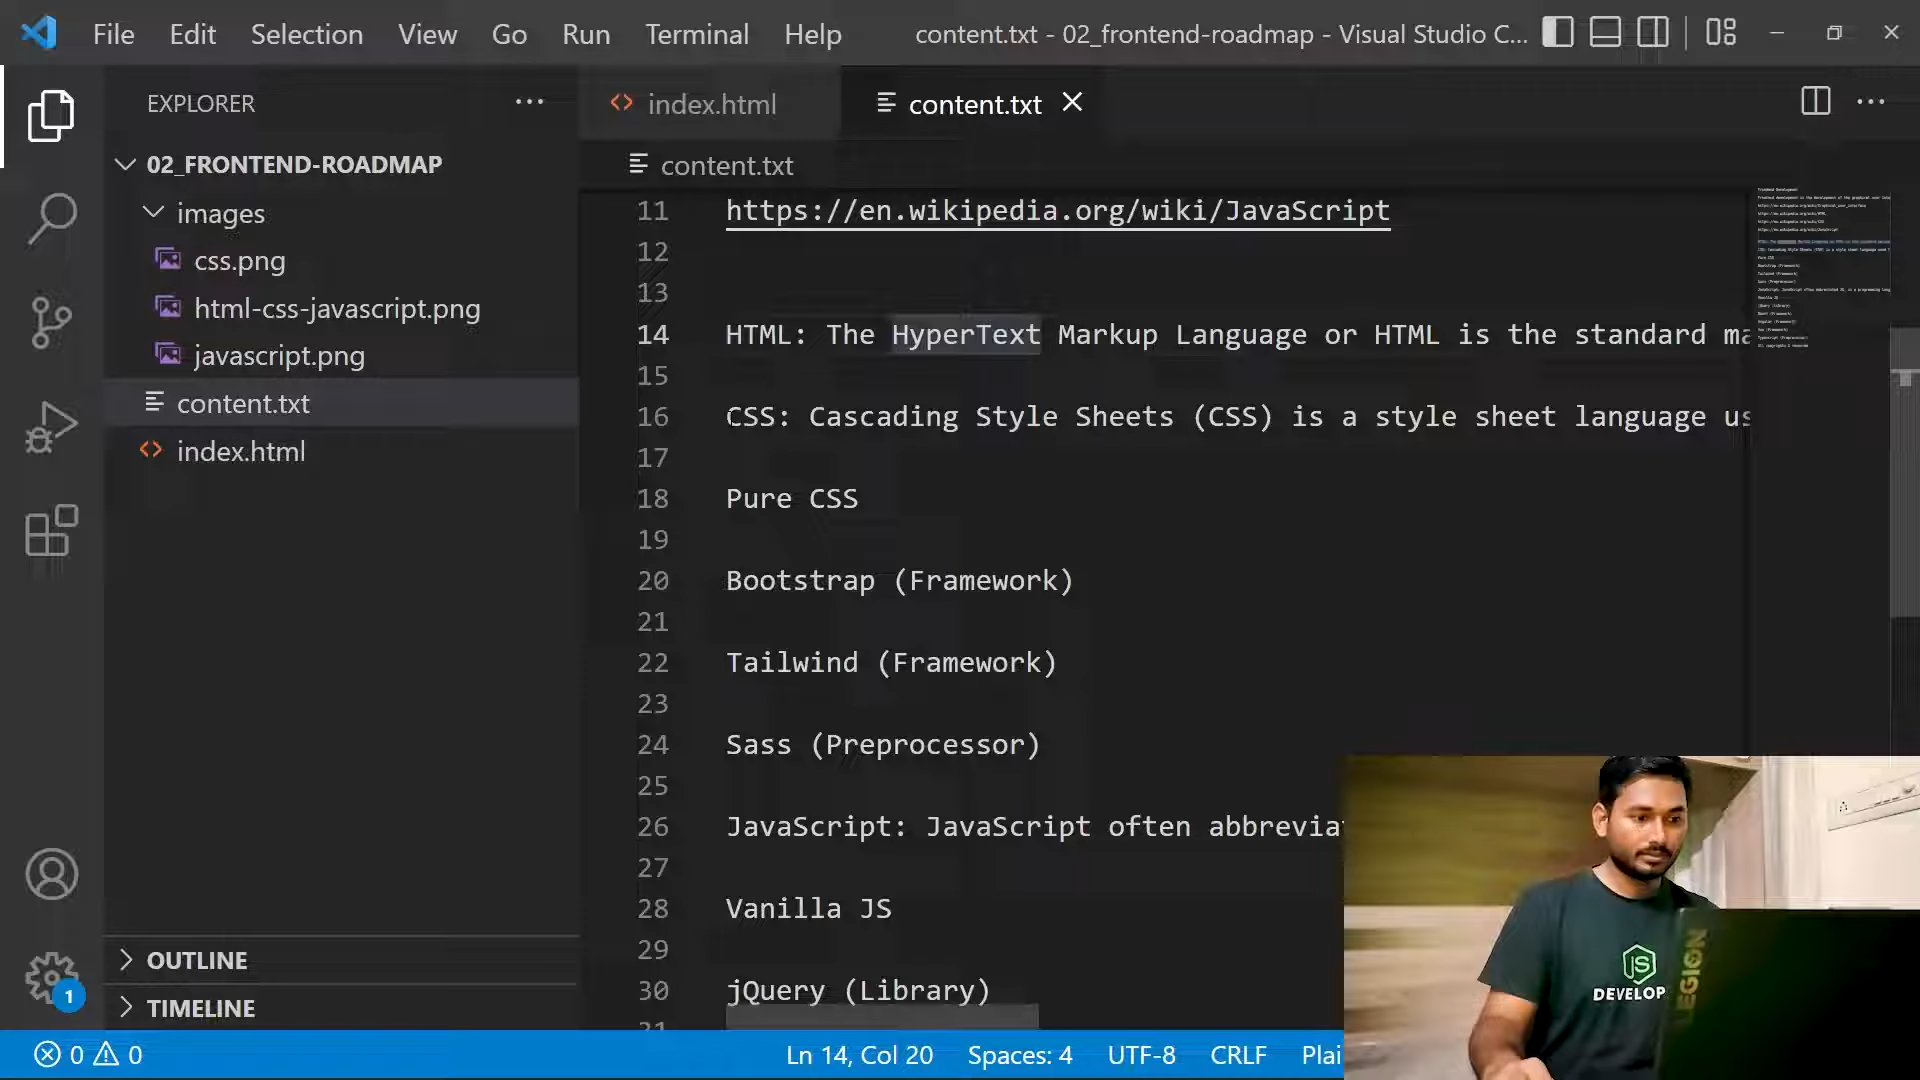 File Edit Selection View Go Run Terminal Help content.txt - 02_frontend-roadmap - Visual Studio C...
EXPLORER
02_FRONTEND-ROADMAP
images
css.png
html-css-javascript.png
javascript.png
content.txt
index.html
OUTLINE
TIMELINE
index.html content.txt
content.txt
11 https://en.wikipedia.org/wiki/JavaScript
12
13
14 HTML: The HyperText Markup Language or HTML is the standard ma
15
16 CSS: Cascading Style Sheets (CSS) is a style sheet language us
17
18 Pure CSS
19
20 Bootstrap (Framework)
21
22 Tailwind (Framework)
23
24 Sass (Preprocessor)
25
26 JavaScript: JavaScript often abbreviat
27
28 Vanilla JS
29
30 jQuery (Library)
31
1
0 0 Ln 14, Col 20 Spaces: 4 UTF-8 CRLF Plai
JS
DEVELOP
LEGION